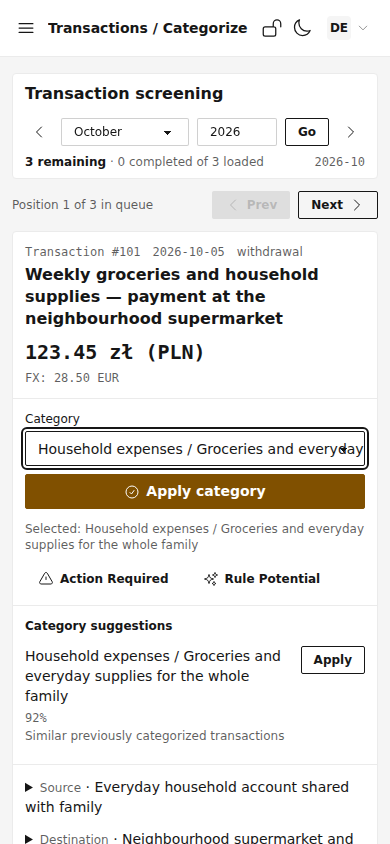 Transactions / Categorize DE
Transaction screening
October 2026 Go
3 remaining · 0 completed of 3 loaded 2026-10
Position 1 of 3 in queue Prev Next
Transaction #101 2026-10-05 withdrawal
Weekly groceries and household
supplies — payment at the
neighbourhood supermarket
123.45 zł (PLN)
FX: 28.50 EUR
Category
Household expenses / Groceries and everyday
Apply category
Selected: Household expenses / Groceries and everyday
supplies for the whole family
Action Required Rule Potential
Category suggestions
Household expenses / Groceries and
everyday supplies for the whole
family
Apply
92%
Similar previously categorized transactions
Source · Everyday household account shared
with family
Destination · Neighbourhood supermarket and